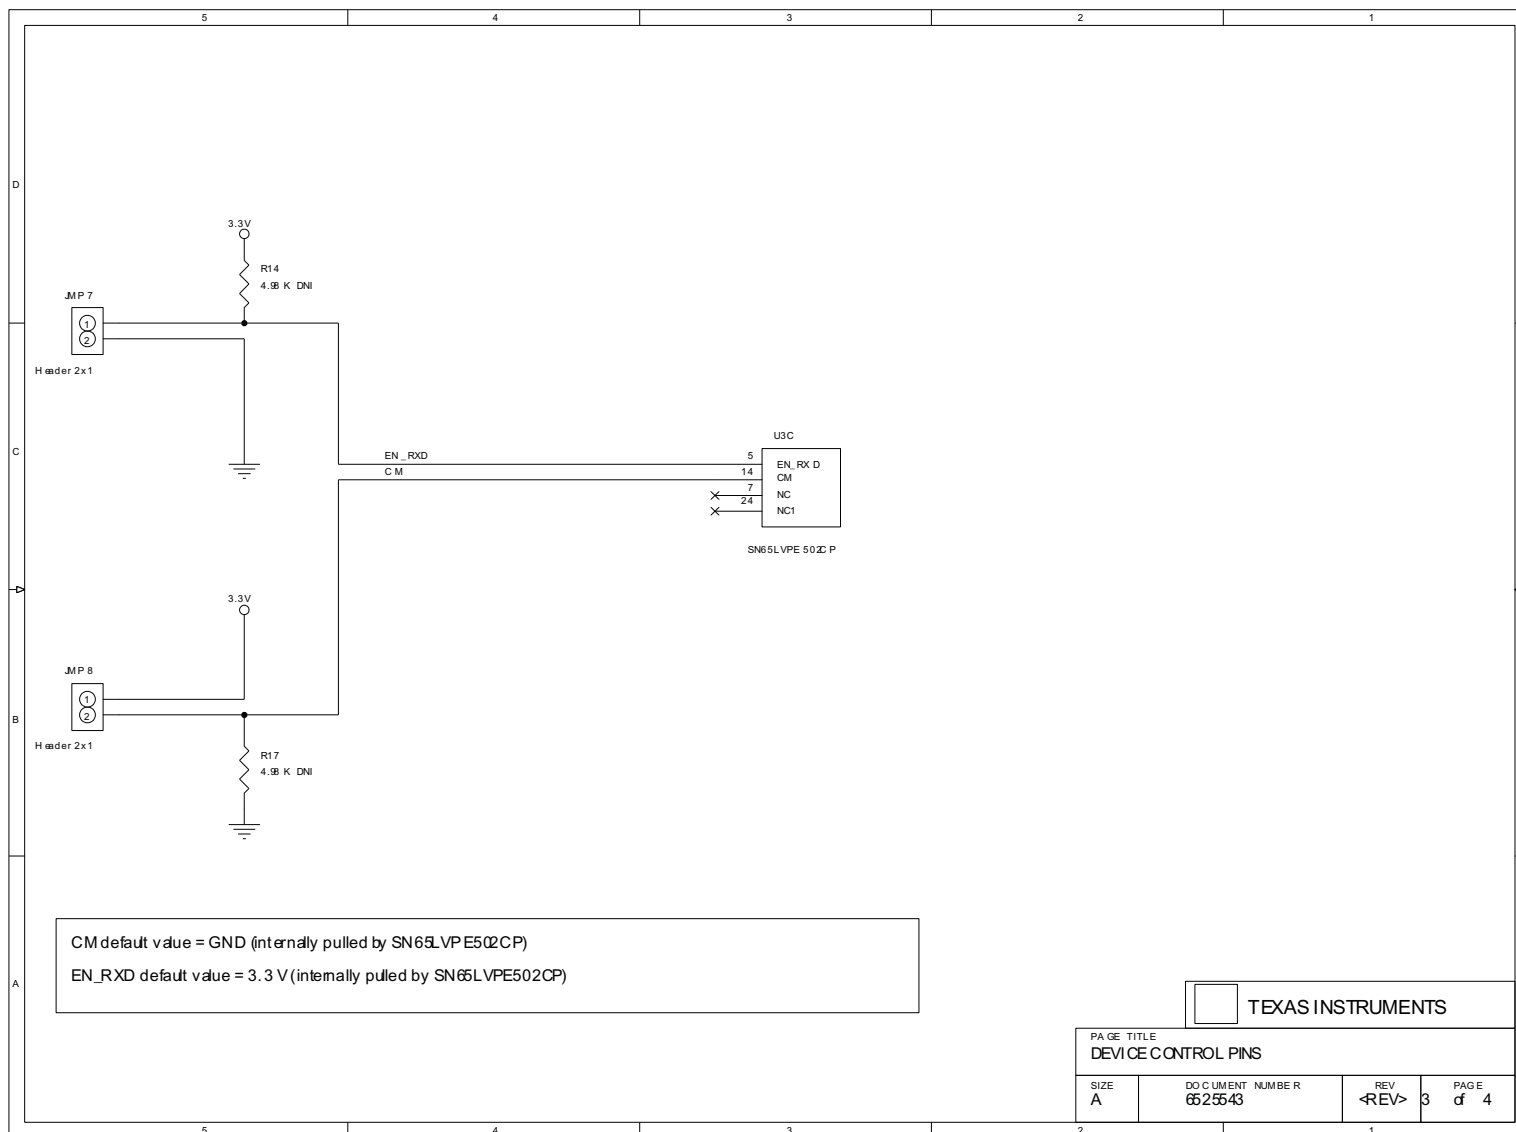 5 4 3 2 1
D
3.3V
R14
4.98 K DNI
JMP7
1
2
Header 2x1
C
EN_RXD
CM
U3C
5
14
7
24
EN_RXD
CM
NC
NC1
SN65LVPE502CP
3.3V
JMP8
1
2
B
Header 2x1
R17
4.98 K DNI
CM default value = GND (internally pulled by SN65LVPE502CP)
EN_RXD default value = 3.3 V (internally pulled by SN65LVPE502CP)
A
TEXAS INSTRUMENTS
PAGE TITLE
DEVICE CONTROL PINS
SIZE
A
DOCUMENT NUMBER
6525543
REV
<REV>
PAGE
3 of 4
5 4 3 2 1